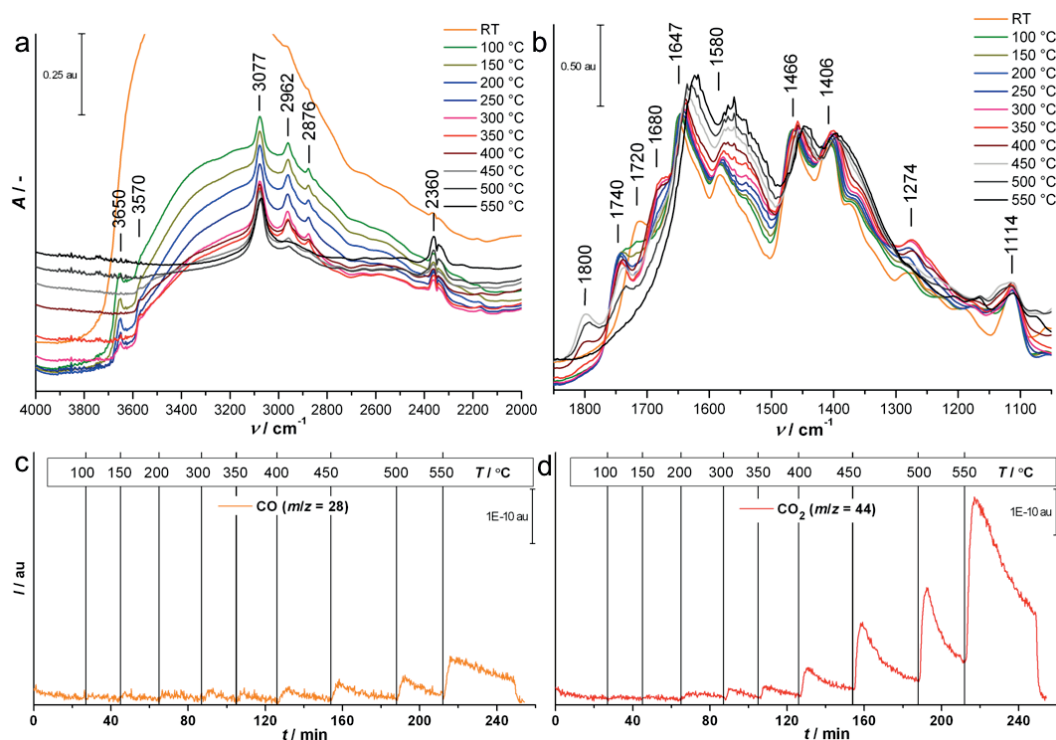 a
0.25 au
3650
3570
3077
2962
2876
2360
RT
100 °C
150 °C
200 °C
250 °C
300 °C
350 °C
400 °C
450 °C
500 °C
550 °C
A / -
4000 3800 3600 3400 3200 3000 2800 2600 2400 2200 2000
ν / cm⁻¹
b
0.50 au
1800
1740
1720
1680
1647
1580
1466
1406
1274
1114
RT
100 °C
150 °C
200 °C
250 °C
300 °C
350 °C
400 °C
450 °C
500 °C
550 °C
1800 1700 1600 1500 1400 1300 1200 1100
ν / cm⁻¹
c
100 150 200 300 350 400 450 500 550 T / °C
CO (m/z = 28)
1E-10 au
I / au
0 40 80 120 160 200 240
t / min
d
100 150 200 250 300 350 400 450 500 550 T / °C
CO₂ (m/z = 44)
1E-10 au
0 40 80 120 160 200 240
t / min